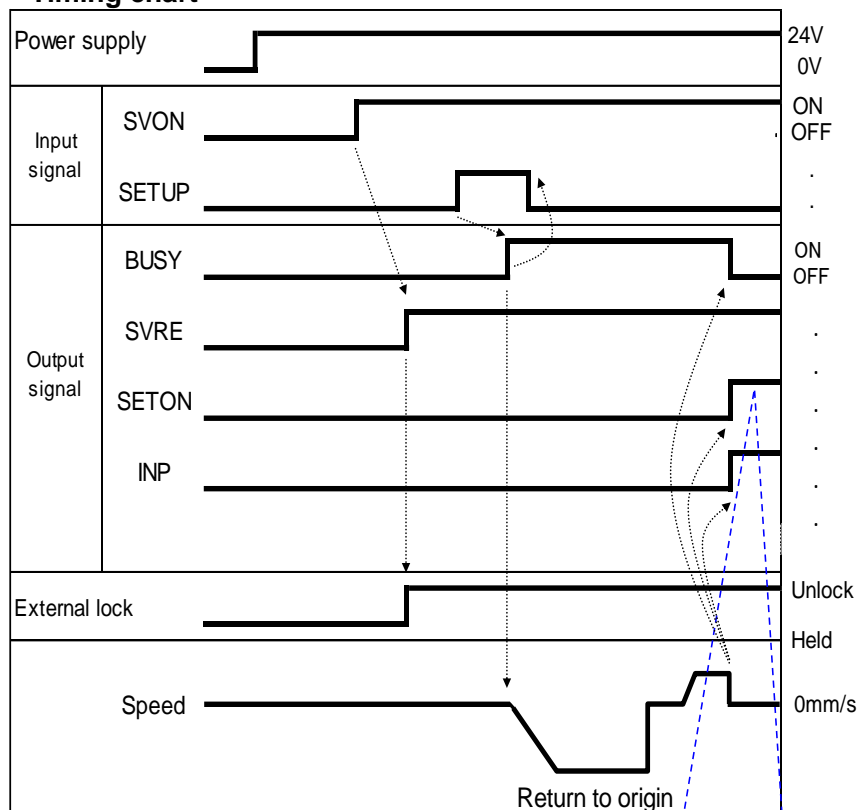 Timing chart
Power supply
24V
0V
Input
signal
SVON
ON
OFF
SETUP
Output
signal
BUSY
ON
OFF
SVRE
SETON
INP
External lock
Unlock
Held
Speed
0mm/s
Return to origin